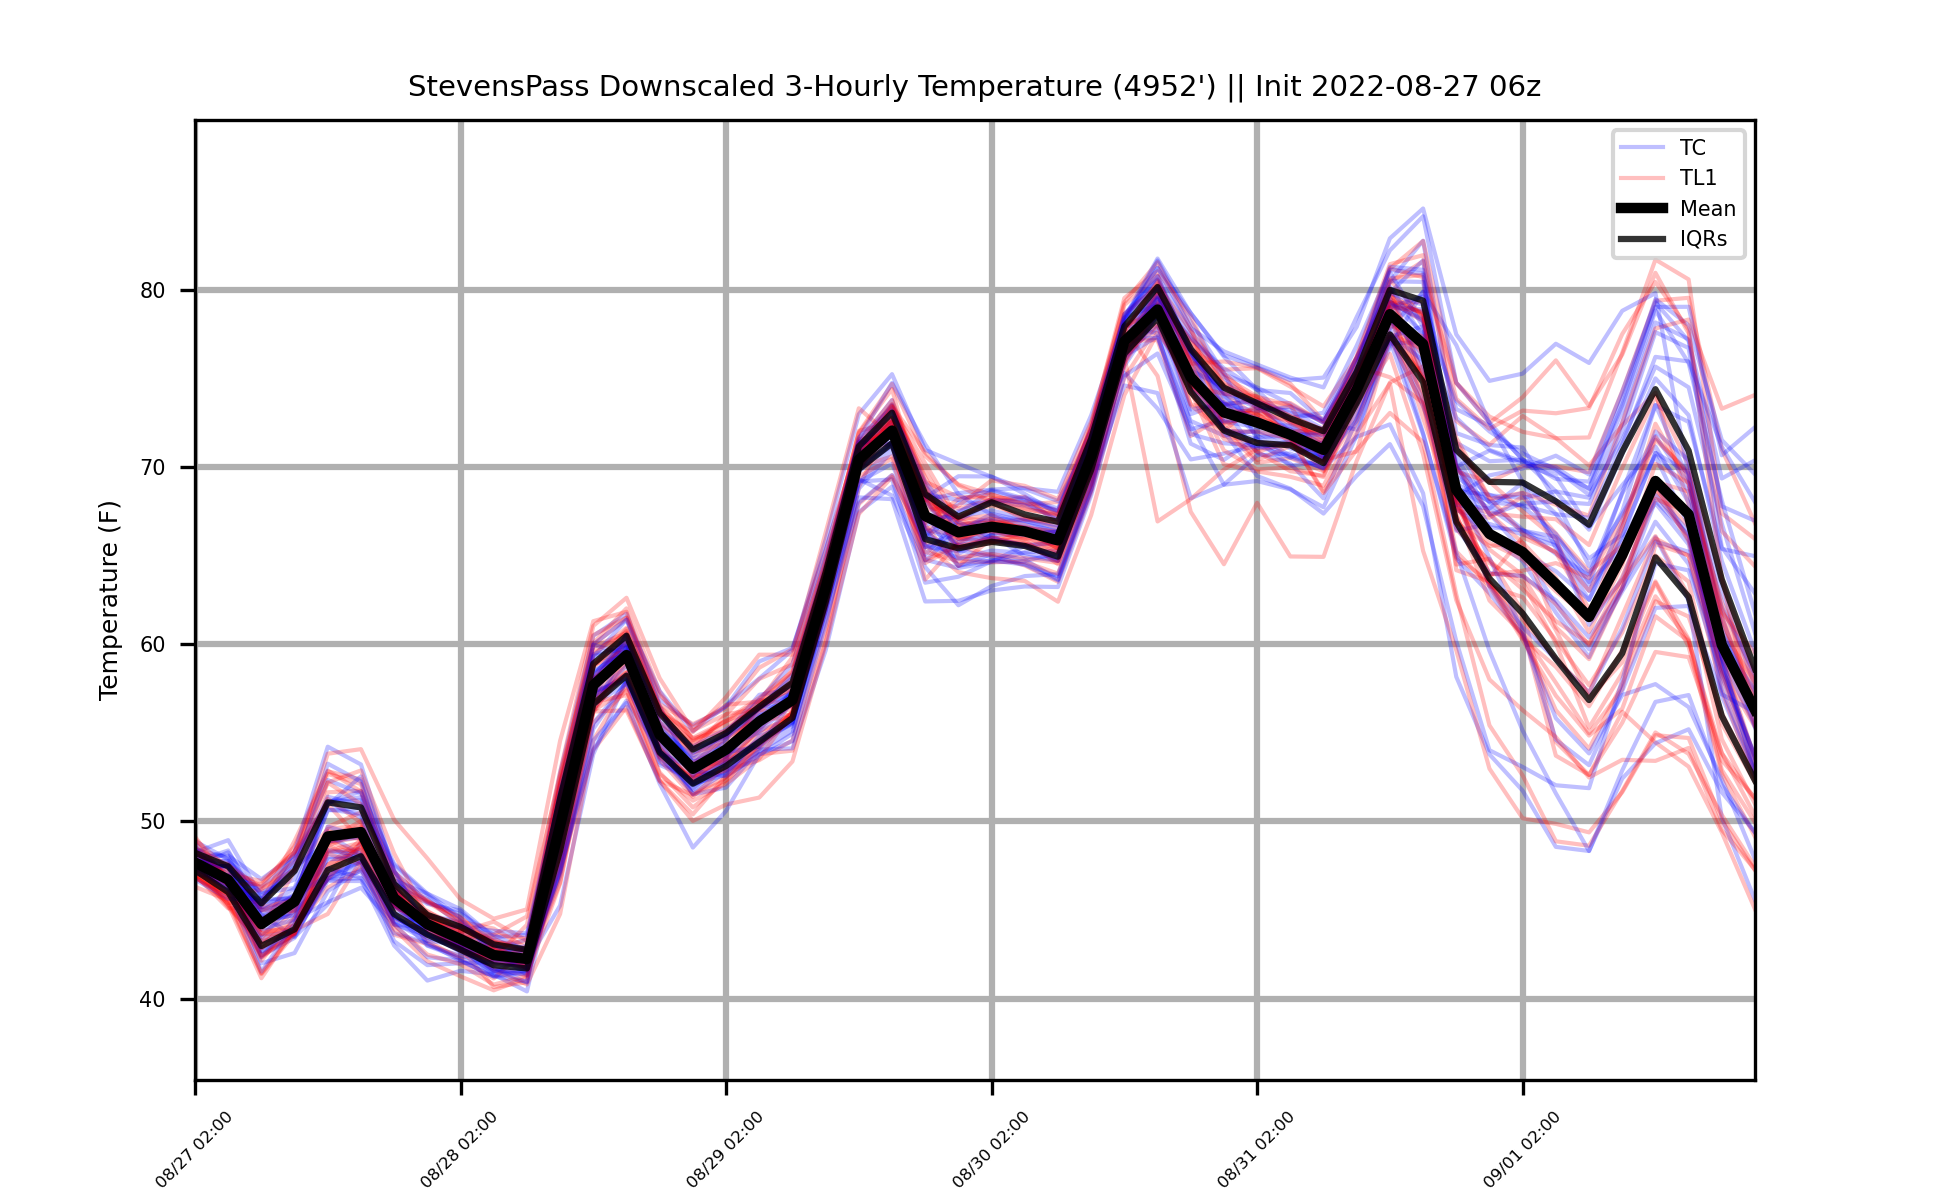 StevensPass Downscaled 3-Hourly Temperature (4952') || Init 2022-08-27 06z
TC
TL1
Mean
IQRs
Temperature (F)
80
70
60
50
40
08/27 02:00
08/28 02:00
08/29 02:00
08/30 02:00
08/31 02:00
09/01 02:00